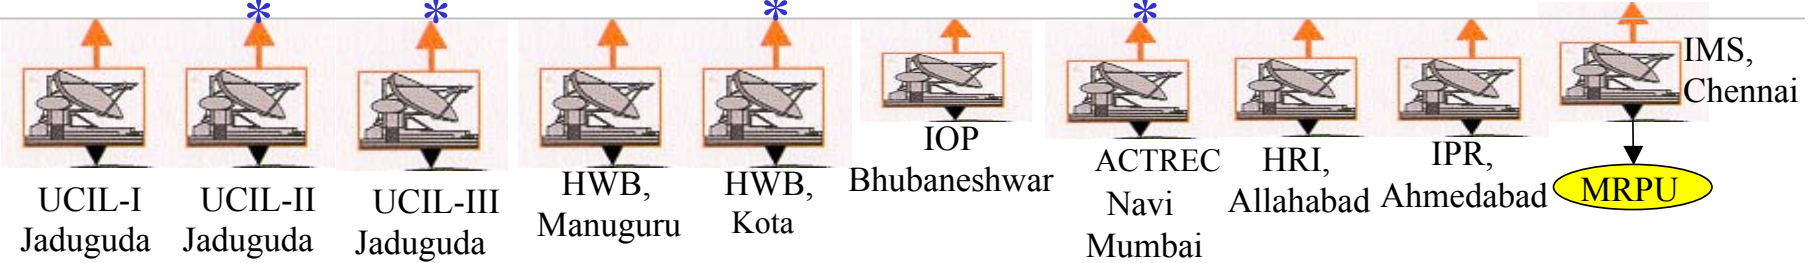 * * * *
UCIL-I
Jaduguda
UCIL-II
Jaduguda
UCIL-III
Jaduguda
HWB,
Manuguru
HWB,
Kota
IOP
Bhubaneshwar
ACTREC
Navi
Mumbai
HRI,
Allahabad
IPR,
Ahmedabad
IMS,
Chennai
MRPU